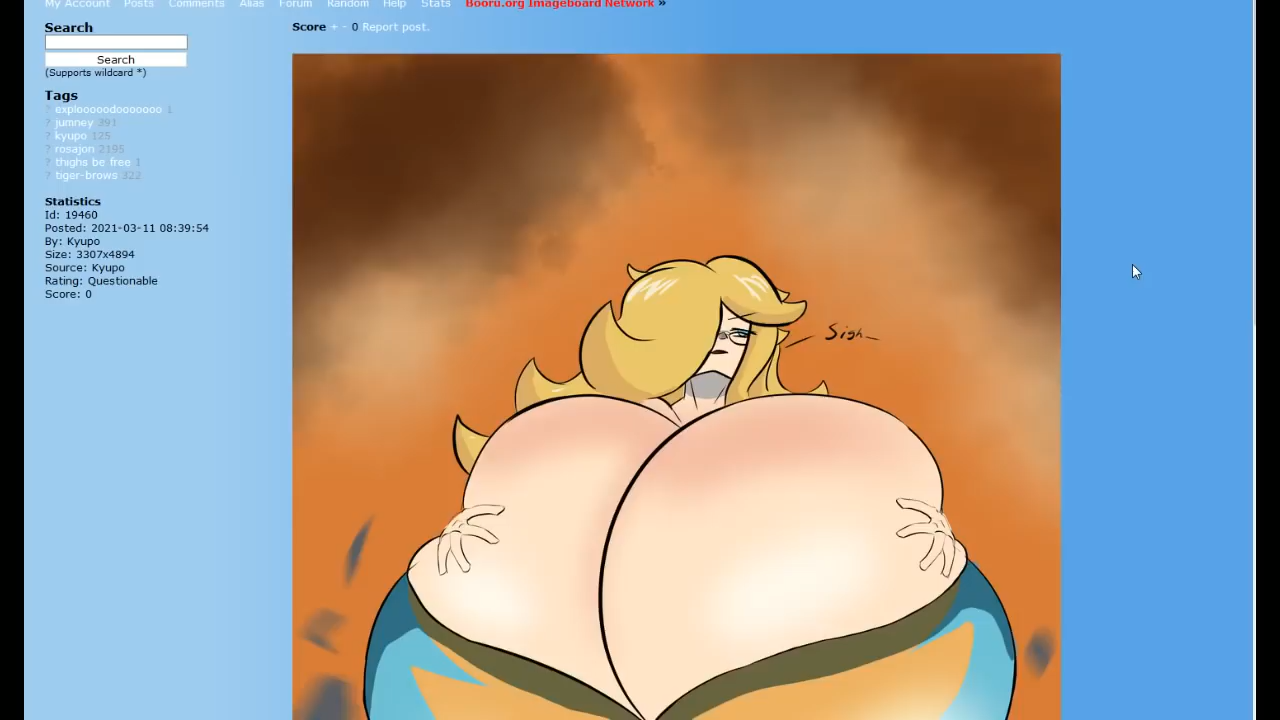 My Account Posts Comments Alias Forum Random Help Stats Booru.org Imageboard Network »
Search
Search
(Supports wildcard *)
Tags
? explooooodooooooo 1
? jumney 391
? kyupo 125
? rosajon 2195
? thighs be free 1
? tiger-brows 322
Statistics
Id: 19460
Posted: 2021-03-11 08:39:54
By: Kyupo
Size: 3307x4894
Source: Kyupo
Rating: Questionable
Score: 0
Score + - 0 Report post.
Sigh